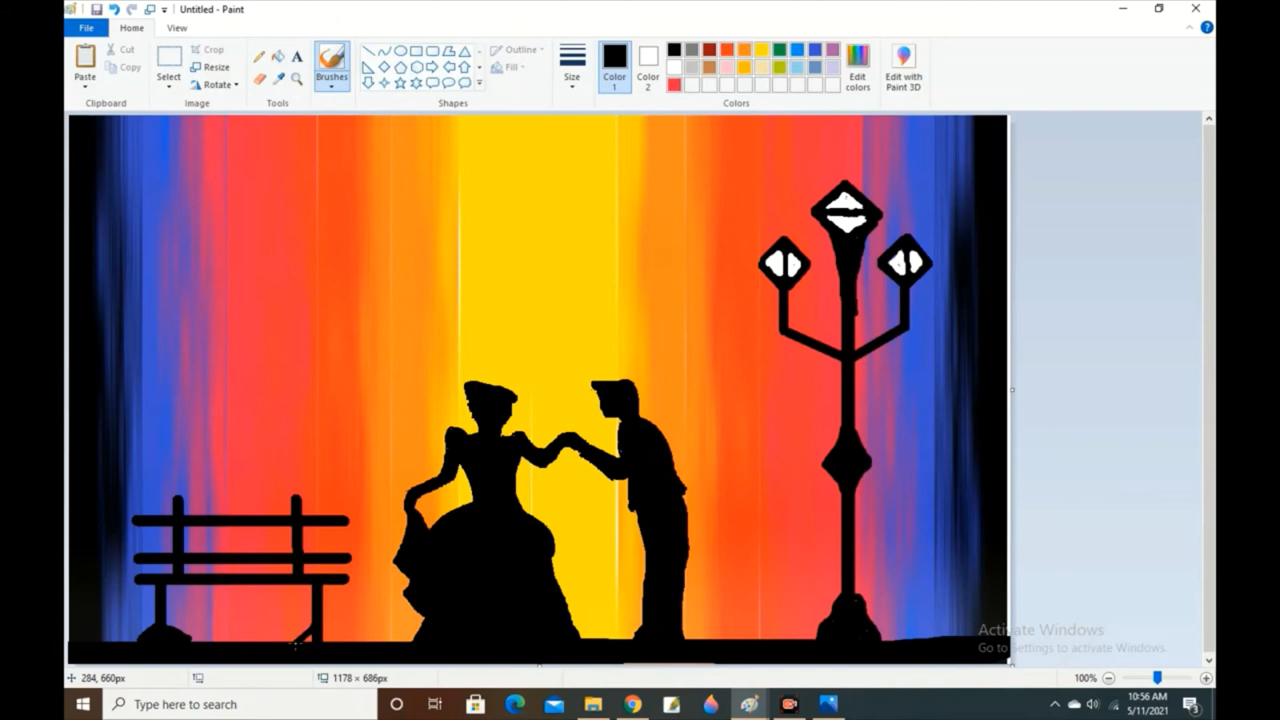 Untitled - Paint
File Home View
Cut Crop Outline
Copy Resize Fill
Paste Select Rotate Brushes Size Color 1 Color 2 Edit colors Edit with Paint 3D
Clipboard Image Tools Shapes Colors
Activate Windows
Go to Settings to activate Windows.
284, 660px 1178 × 686px 100%
Type here to search 10:56 AM
5/11/2021 3